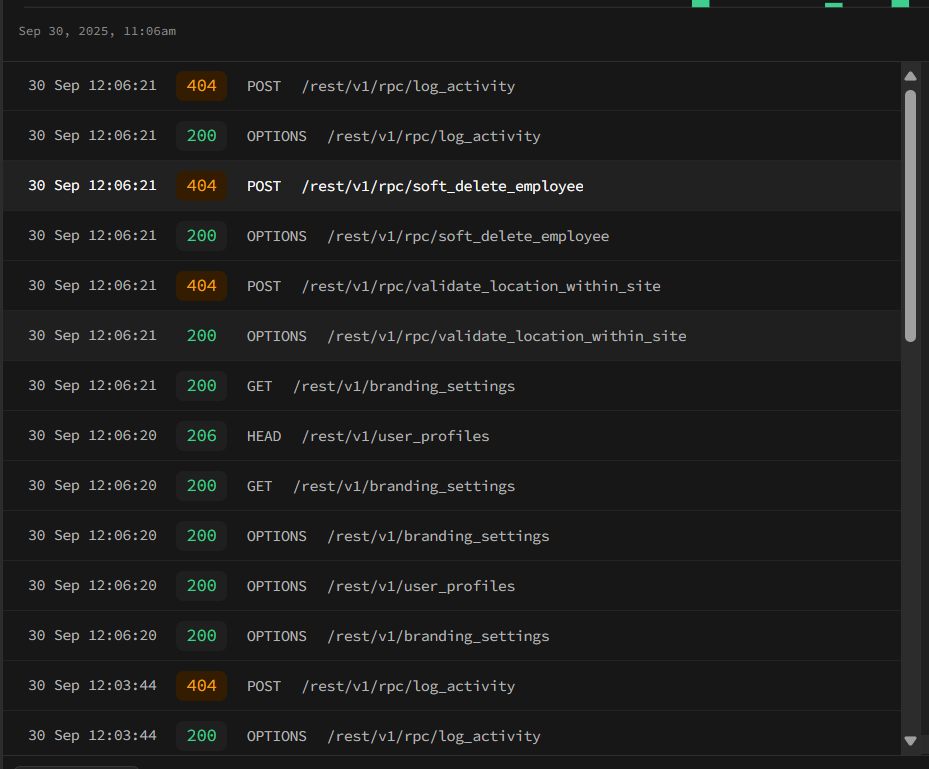 Sep 30, 2025, 11:06am
30 Sep 12:06:21 404 POST /rest/v1/rpc/log_activity
30 Sep 12:06:21 200 OPTIONS /rest/v1/rpc/log_activity
30 Sep 12:06:21 404 POST /rest/v1/rpc/soft_delete_employee
30 Sep 12:06:21 200 OPTIONS /rest/v1/rpc/soft_delete_employee
30 Sep 12:06:21 404 POST /rest/v1/rpc/validate_location_within_site
30 Sep 12:06:21 200 OPTIONS /rest/v1/rpc/validate_location_within_site
30 Sep 12:06:21 200 GET /rest/v1/branding_settings
30 Sep 12:06:20 206 HEAD /rest/v1/user_profiles
30 Sep 12:06:20 200 GET /rest/v1/branding_settings
30 Sep 12:06:20 200 OPTIONS /rest/v1/branding_settings
30 Sep 12:06:20 200 OPTIONS /rest/v1/user_profiles
30 Sep 12:06:20 200 OPTIONS /rest/v1/branding_settings
30 Sep 12:03:44 404 POST /rest/v1/rpc/log_activity
30 Sep 12:03:44 200 OPTIONS /rest/v1/rpc/log_activity